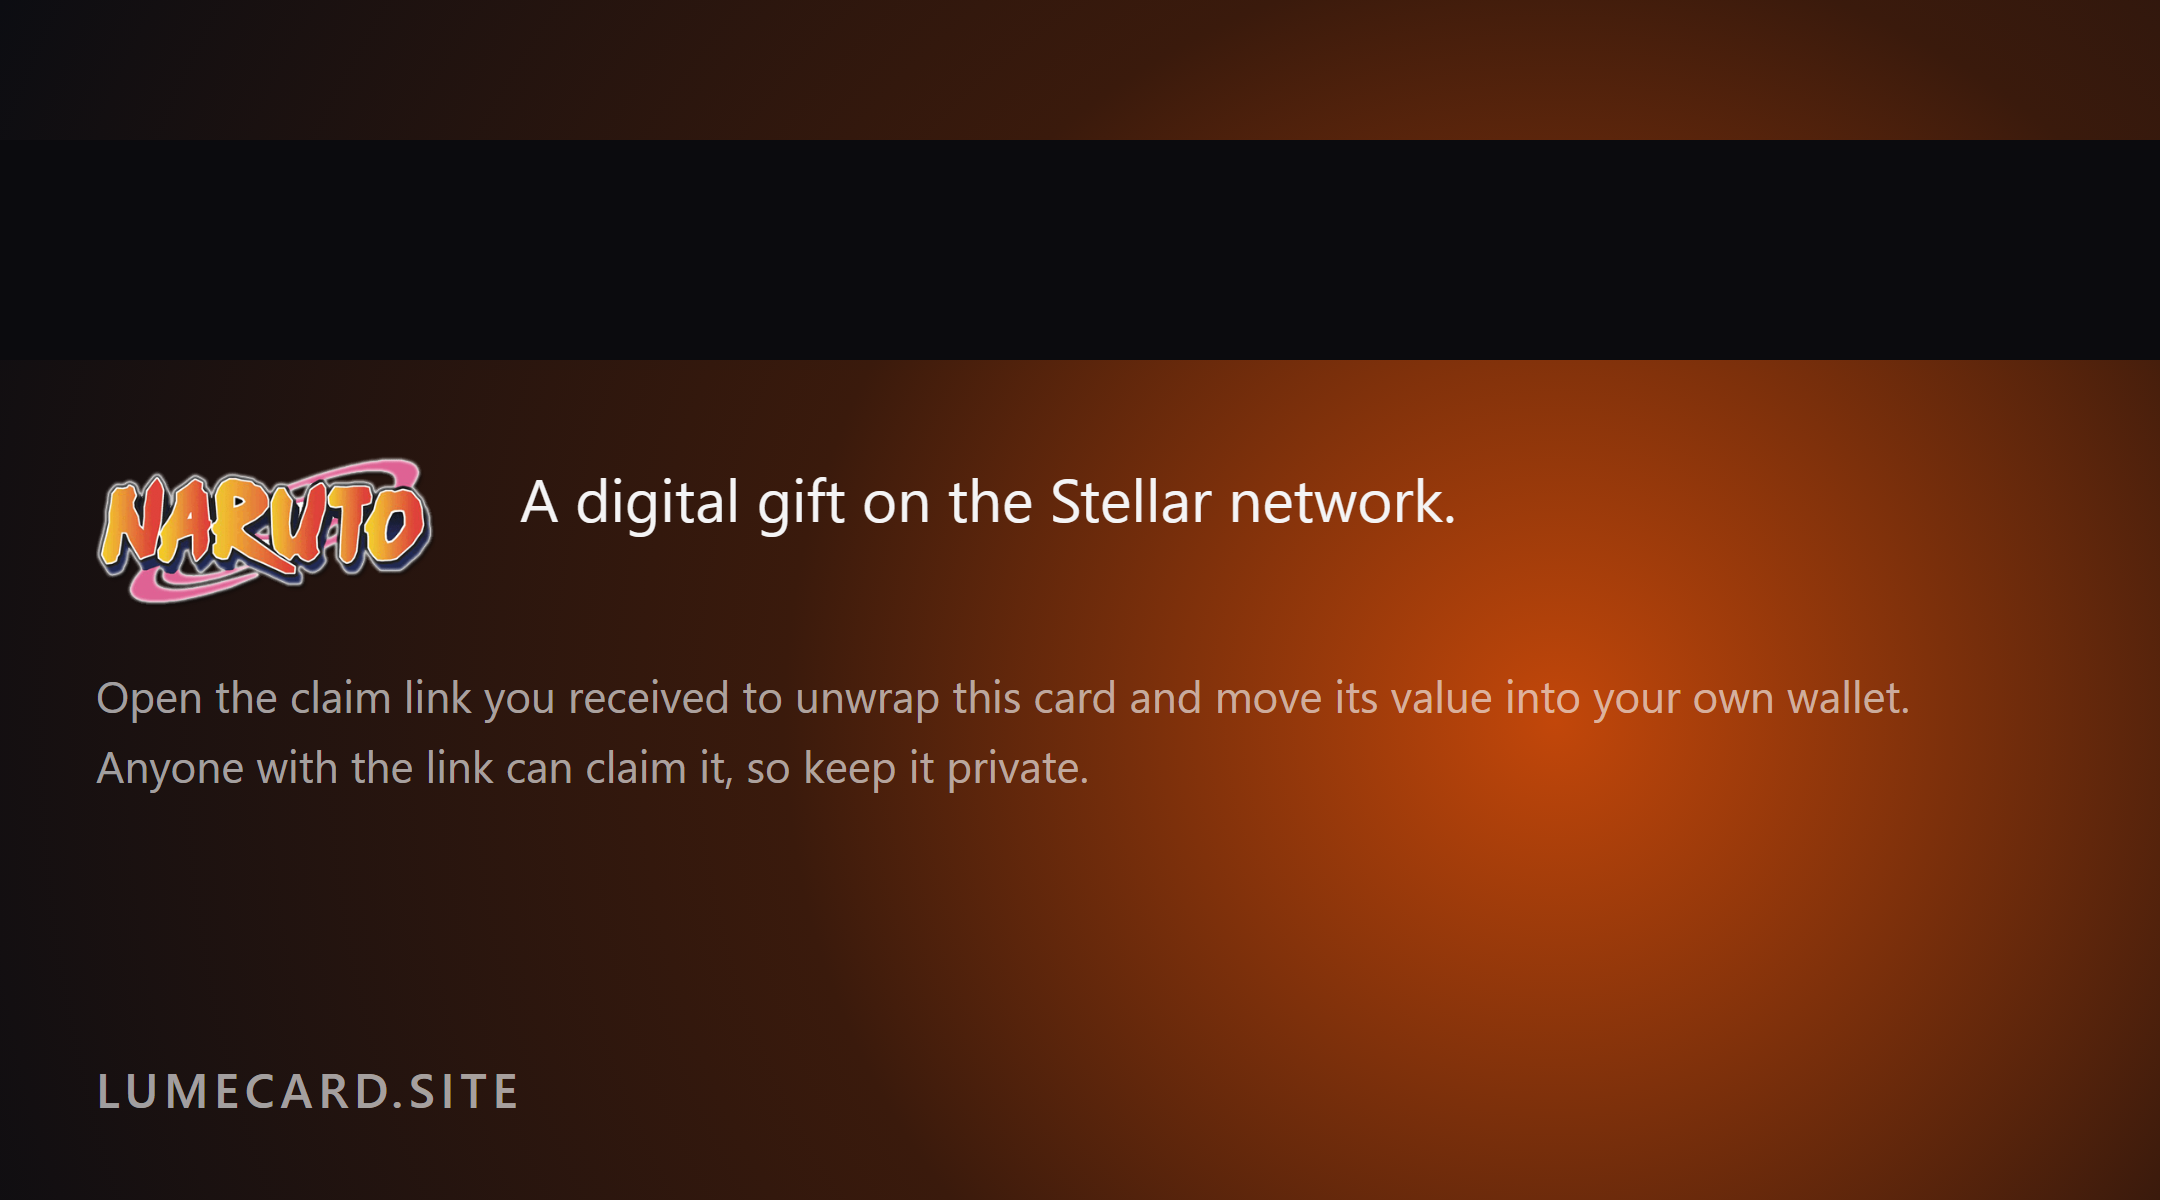 NARUTO
A digital gift on the Stellar network.
Open the claim link you received to unwrap this card and move its value into your own wallet.
Anyone with the link can claim it, so keep it private.
LUMECARD.SITE